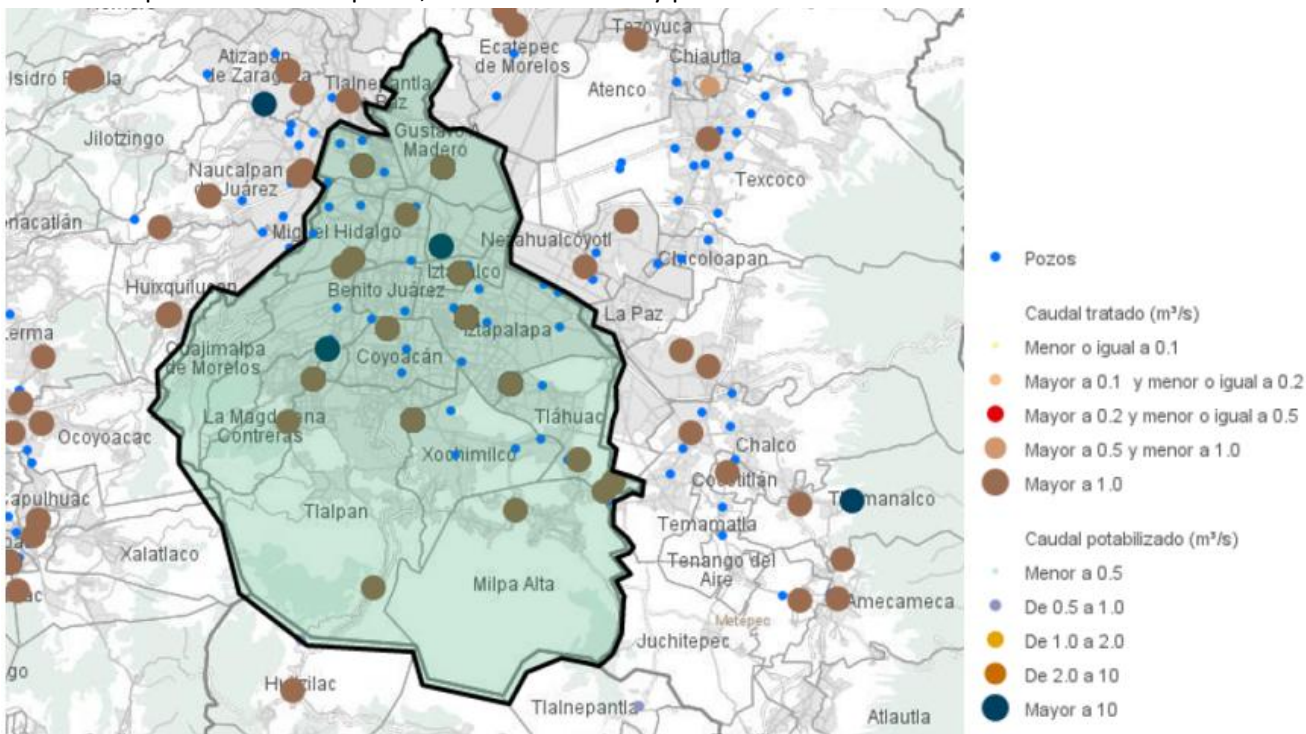 Tezoyuca
Ecatepec
de Morelos
Chiautla
Atizapán
de Zaragoza
Tlalnepantla
Isidro Fabela
Atenco
Jilotzingo
Gustavo A
Madero
Naucalpan
de Juárez
Texcoco
Miguel Hidalgo
Nezahualcóyotl
Chicoloapan
Iztacalco
Huixquilucan
Benito Juárez
La Paz
Iztapalapa
Cuajimalpa
de Morelos
Coyoacán
La Magdalena
Contreras
Tláhuac
Ocoyoacac
Xochimilco
Chalco
Cocotitlán
Tlalmanalco
Tlalpan
Temamatla
Xalatlaco
Tenango del
Aire
Milpa Alta
Amecameca
Metepec
Juchitepec
Huitzilac
Tlalnepantla
Atlautla
Pozos
Caudal tratado (m³/s)
Menor o igual a 0.1
Mayor a 0.1 y menor o igual a 0.2
Mayor a 0.2 y menor o igual a 0.5
Mayor a 0.5 y menor a 1.0
Mayor a 1.0
Caudal potabilizado (m³/s)
Menor a 0.5
De 0.5 a 1.0
De 1.0 a 2.0
De 2.0 a 10
Mayor a 10